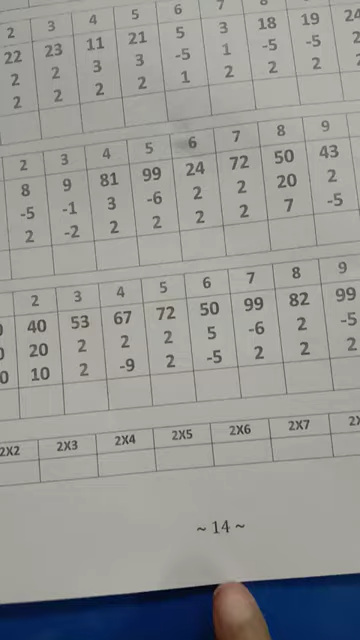 2 3 4 5 6 7 8
22 23 11 21 5 3 18 19 24
2 2 3 3 -5 1 -5 -5
2 2 2 2 1 2 2 2
2 3 4 5 6 7 8 9
8 9 81 99 24 72 50 43
-5 -1 3 -6 2 2 20 2
2 -2 2 2 2 2 7 -5
2 3 4 5 6 7 8 9
40 53 67 72 50 99 82 99
0 20 2 2 2 5 -6 2 -5
0 10 2 -9 2 -5 2 2 2
2X2 2X3 2X4 2X5 2X6 2X7
~ 14 ~